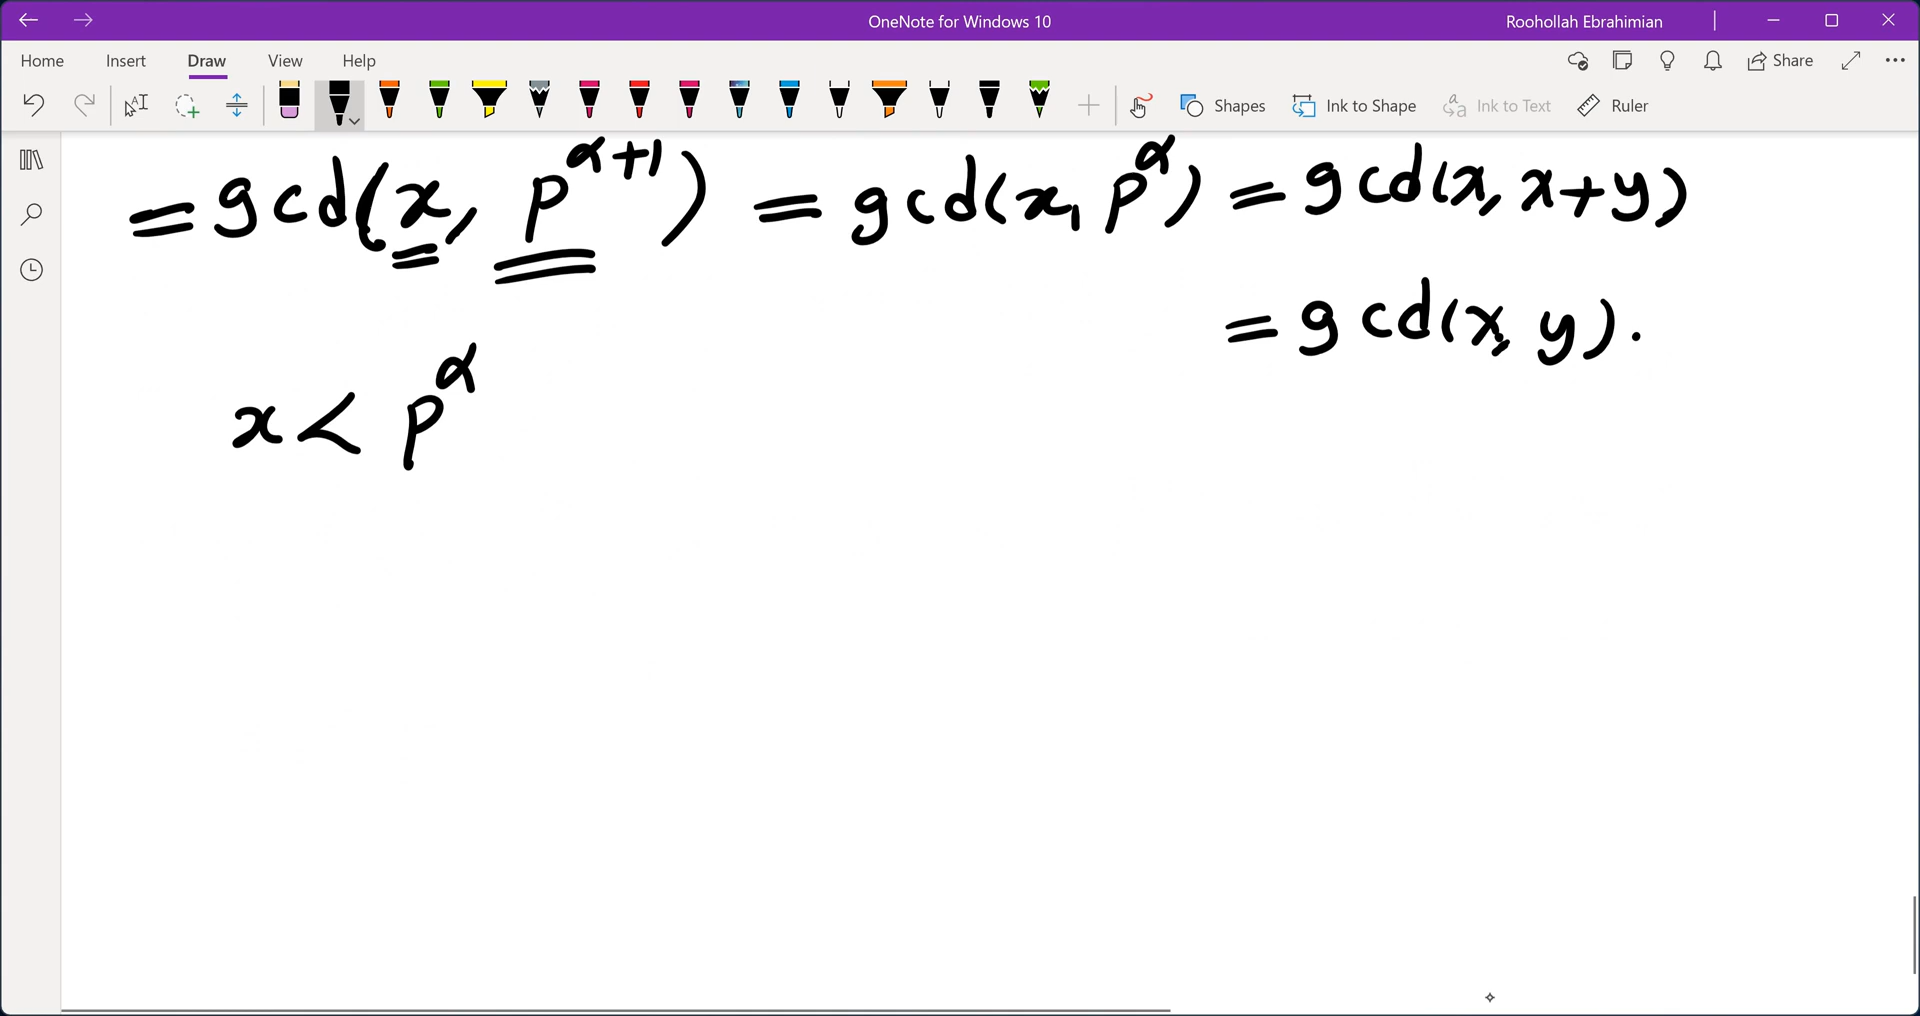 OneNote for Windows 10
Roohollah Ebrahimian
Home Insert Draw View Help
Share
Shapes Ink to Shape Ink to Text Ruler
= gcd(x, p^{α+1}) = gcd(x, p^α) = gcd(x, x+y)
= gcd(x, y).
x < p^α